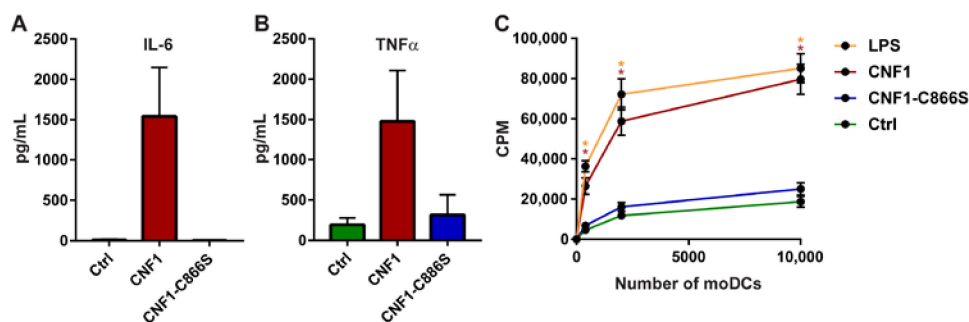 A
IL-6
2500
2000
1500
1000
500
0
pg/mL
Ctrl
CNF1
CNF1-C866S
B
TNFα
2500
2000
1500
1000
500
0
pg/mL
Ctrl
CNF1
CNF1-C886S
C
100,000
80,000
60,000
40,000
20,000
0
CPM
* *
* *
* *
0 5000 10,000
Number of moDCs
LPS
CNF1
CNF1-C866S
Ctrl